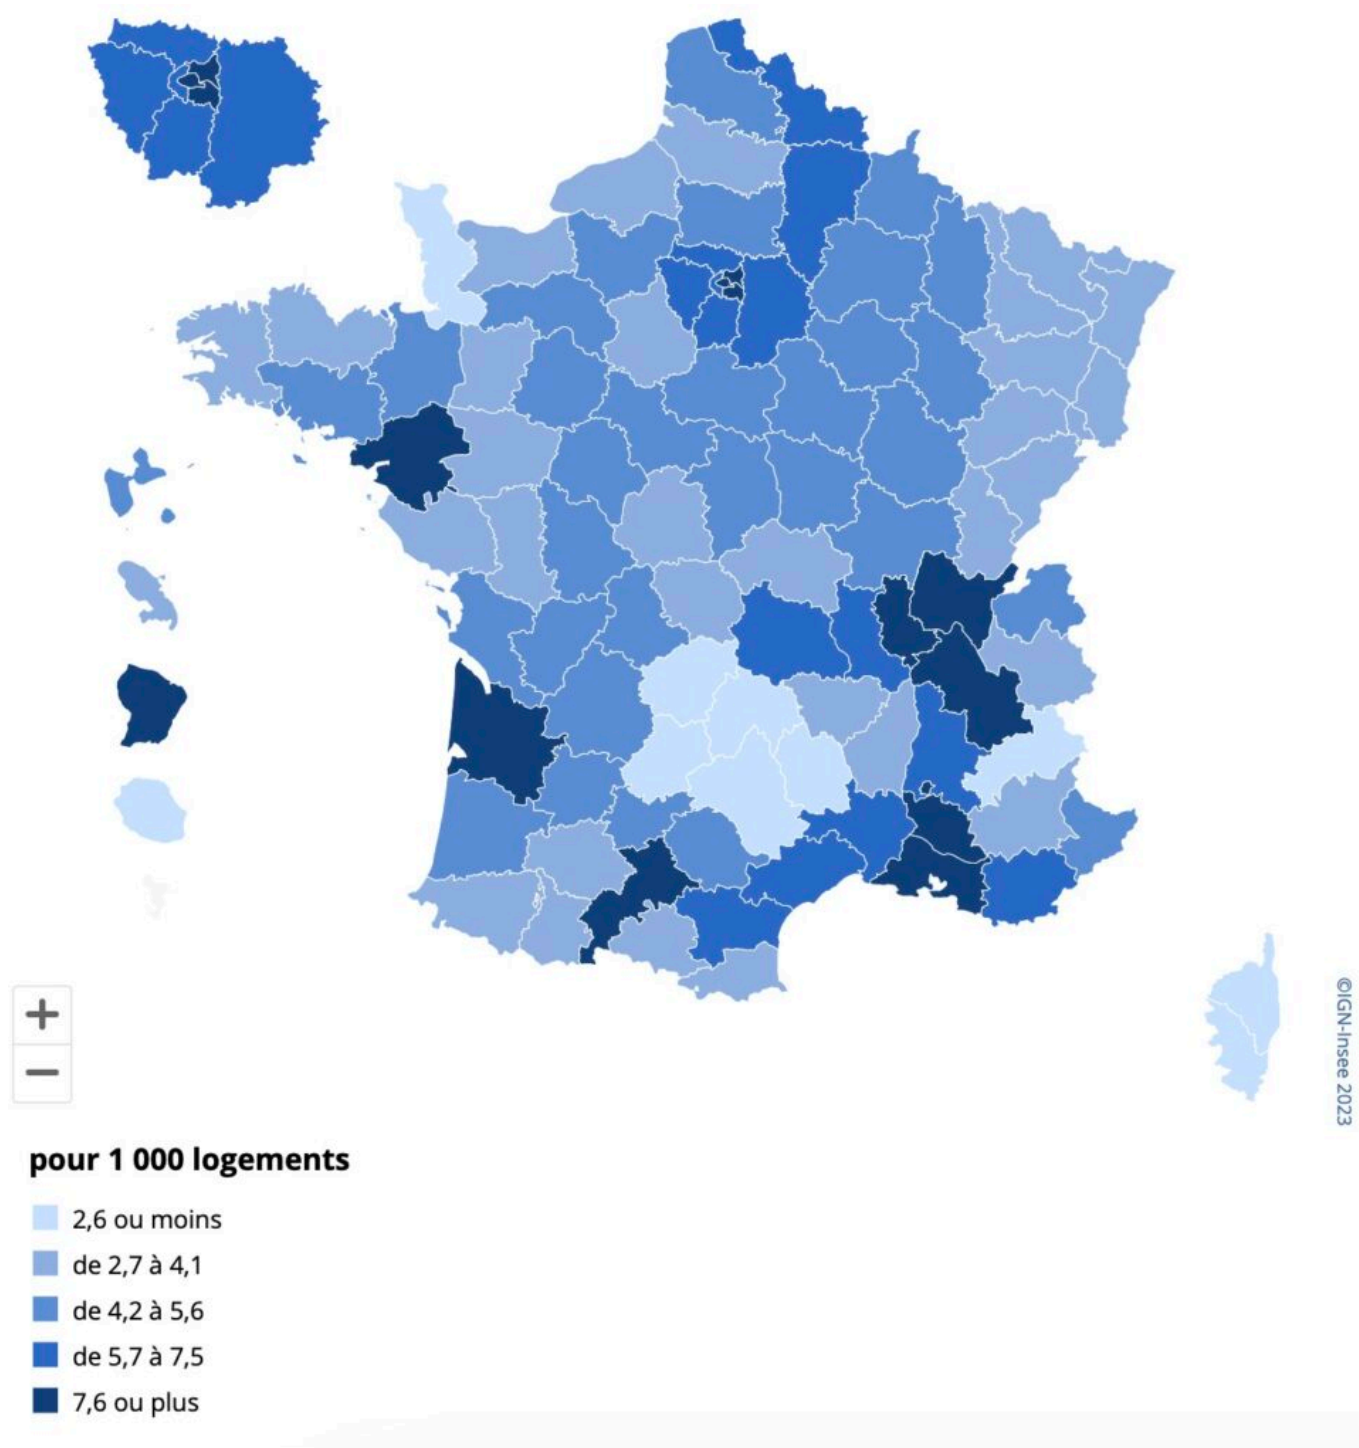 +
−
©IGN-Insee 2023
pour 1 000 logements
2,6 ou moins
de 2,7 à 4,1
de 4,2 à 5,6
de 5,7 à 7,5
7,6 ou plus